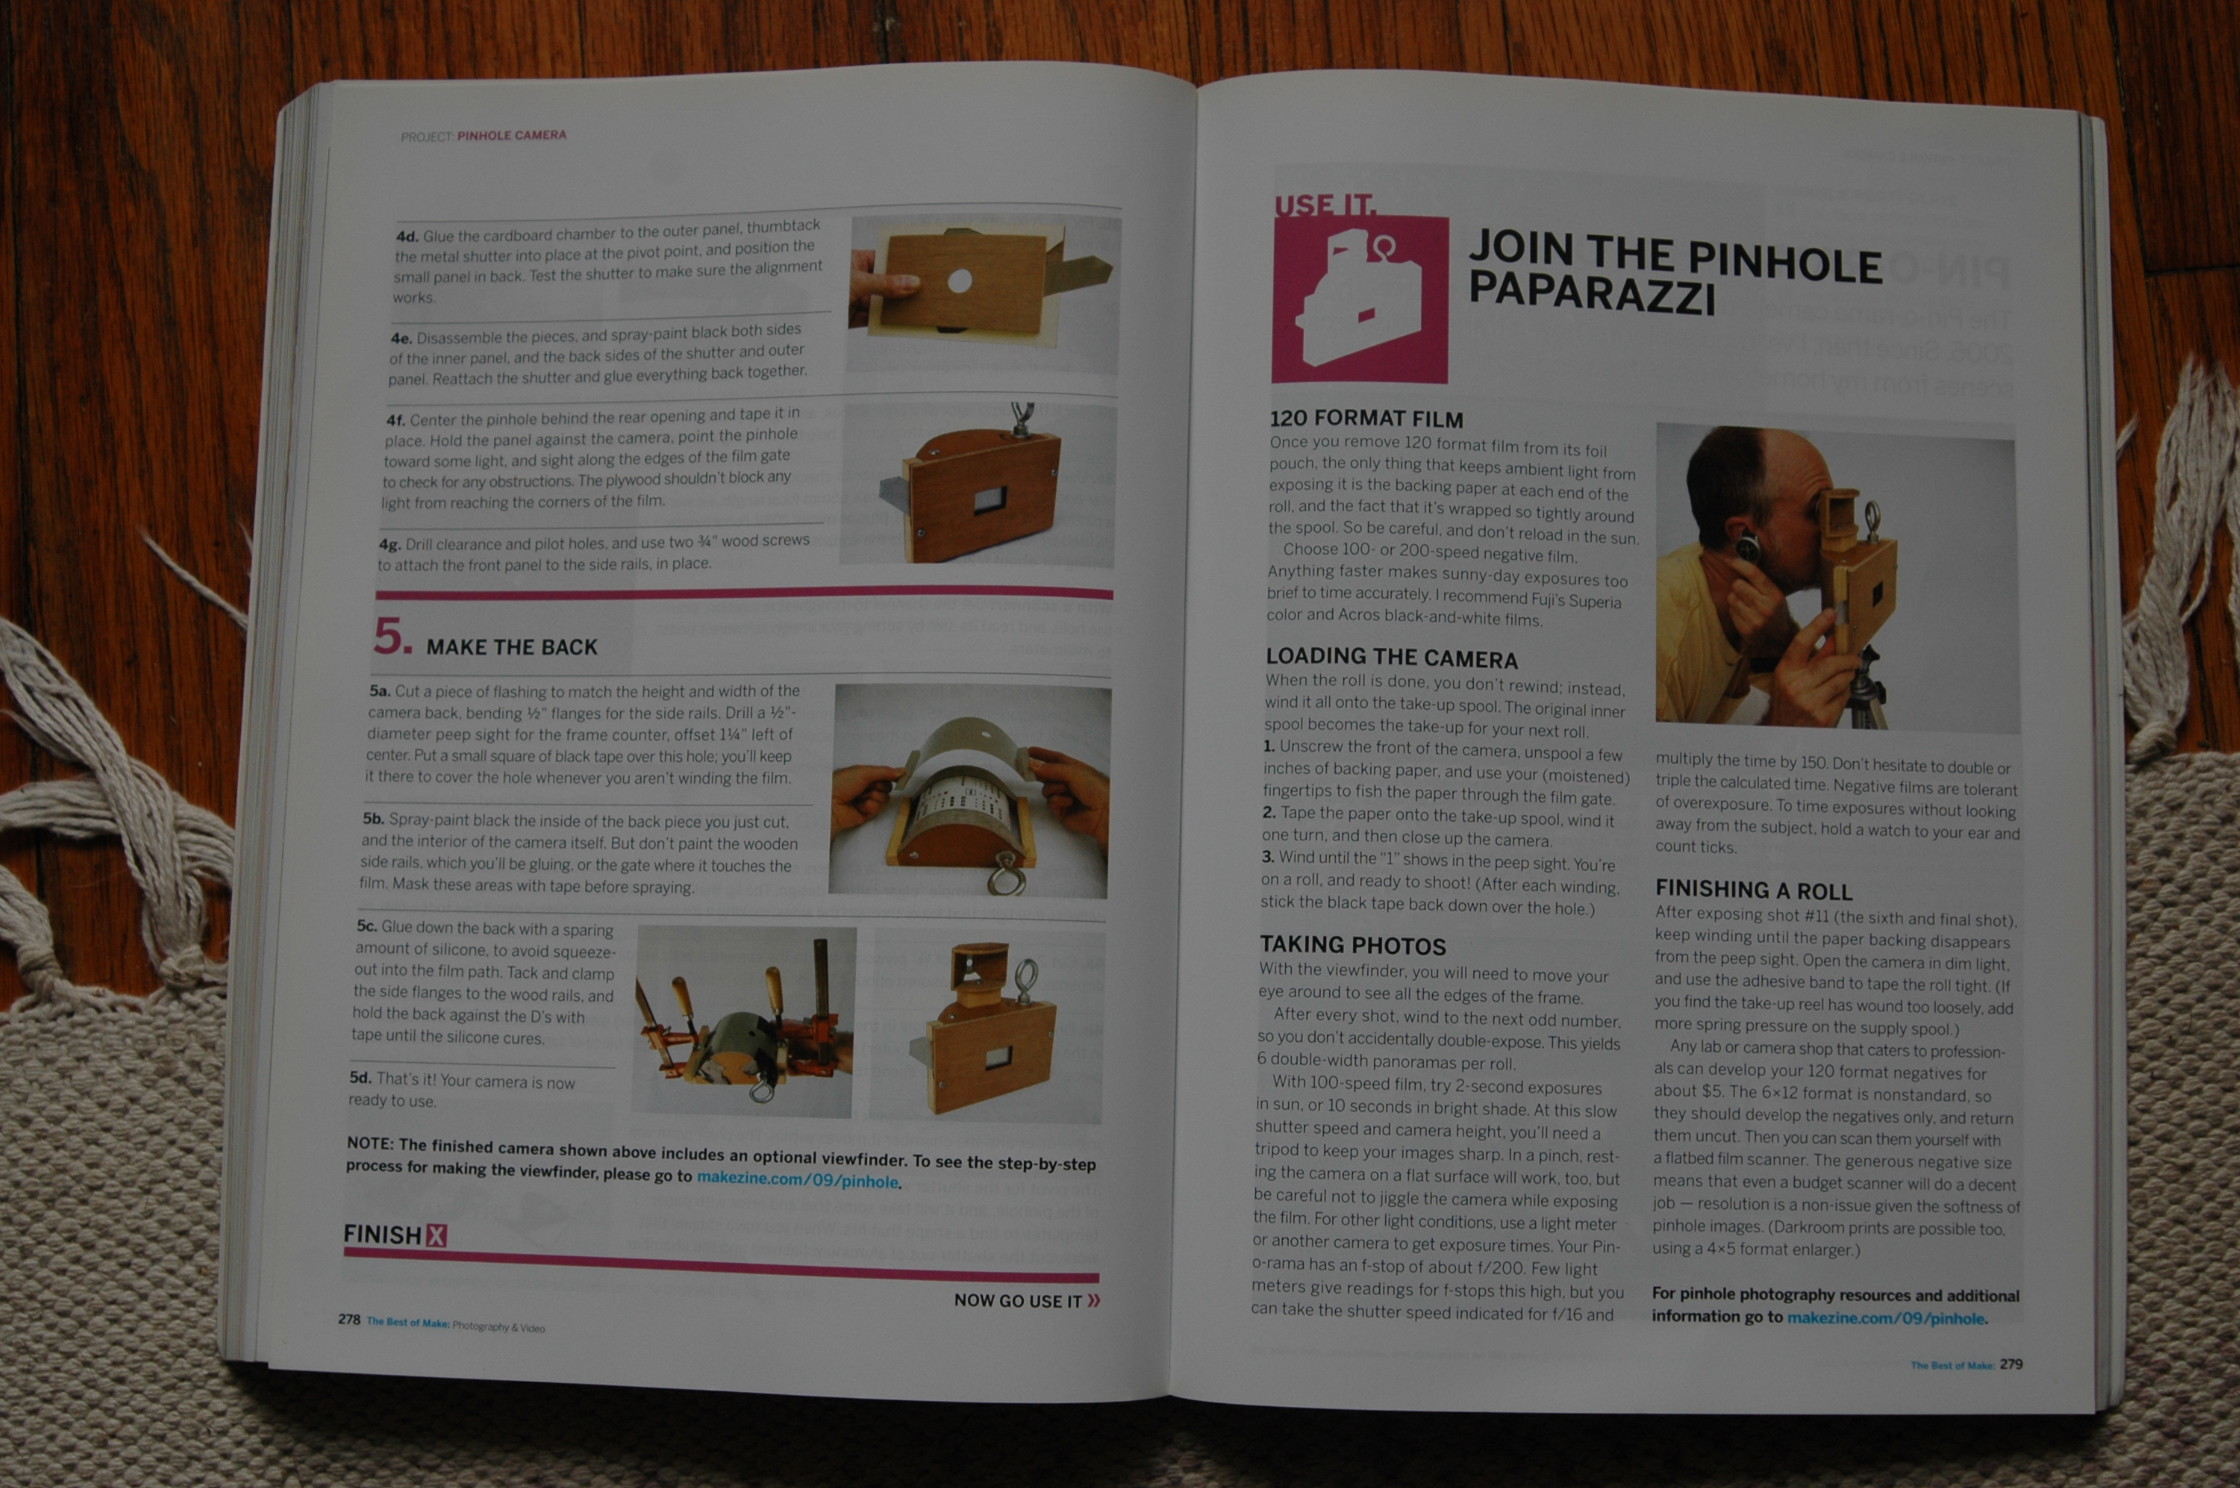 PROJECT PINHOLE CAMERA
4d. Glue the cardboard chamber to the outer panel, thumbtack
the metal shutter into place at the pivot point, and position the
small panel in back. Test the shutter to make sure the alignment
works.
4e. Disassemble the pieces, and spray-paint black both sides
of the inner panel, and the back sides of the shutter and outer
panel. Reattach the shutter and glue everything back together.
4f. Center the pinhole behind the rear opening and tape it in
place. Hold the panel against the camera, point the pinhole
toward some light, and sight along the edges of the film gate
to check for any obstructions. The plywood shouldn't block any
light from reaching the corners of the film.
4g. Drill clearance and pilot holes, and use two ¾" wood screws
to attach the front panel to the side rails, in place.
5. MAKE THE BACK
5a. Cut a piece of flashing to match the height and width of the
camera back, bending ½" flanges for the side rails. Drill a ½"-
diameter peep sight for the frame counter, offset 1¼" left of
center. Put a small square of black tape over this hole; you'll keep
it there to cover the hole whenever you aren't winding the film.
5b. Spray-paint black the inside of the back piece you just cut,
and the interior of the camera itself. But don't paint the wooden
side rails, which you'll be gluing, or the gate where it touches the
film. Mask these areas with tape before spraying.
5c. Glue down the back with a sparing
amount of silicone, to avoid squeeze-
out into the film path. Tack and clamp
the side flanges to the wood rails, and
hold the back against the D's with
tape until the silicone cures.
5d. That's it! Your camera is now
ready to use.
NOTE: The finished camera shown above includes an optional viewfinder. To see the step-by-step
process for making the viewfinder, please go to makezine.com/09/pinhole.
FINISH X
NOW GO USE IT »
278 The Best of Make: Photography & Video
USE IT.
JOIN THE PINHOLE
PAPARAZZI
120 FORMAT FILM
Once you remove 120 format film from its foil
pouch, the only thing that keeps ambient light from
exposing it is the backing paper at each end of the
roll, and the fact that it's wrapped so tightly around
the spool. So be careful, and don't reload in the sun.
Choose 100- or 200-speed negative film.
Anything faster makes sunny-day exposures too
brief to time accurately. I recommend Fuji's Superia
color and Acros black-and-white films.
LOADING THE CAMERA
When the roll is done, you don't rewind; instead,
wind it all onto the take-up spool. The original inner
spool becomes the take-up for your next roll.
1. Unscrew the front of the camera, unspool a few
inches of backing paper, and use your (moistened)
fingertips to fish the paper through the film gate.
2. Tape the paper onto the take-up spool, wind it
one turn, and then close up the camera.
3. Wind until the "1" shows in the peep sight. You're
on a roll, and ready to shoot! (After each winding,
stick the black tape back down over the hole.)
TAKING PHOTOS
With the viewfinder, you will need to move your
eye around to see all the edges of the frame.
After every shot, wind to the next odd number,
so you don't accidentally double-expose. This yields
6 double-width panoramas per roll.
With 100-speed film, try 2-second exposures
in sun, or 10 seconds in bright shade. At this slow
shutter speed and camera height, you'll need a
tripod to keep your images sharp. In a pinch, rest-
ing the camera on a flat surface will work, too, but
be careful not to jiggle the camera while exposing
the film. For other light conditions, use a light meter
or another camera to get exposure times. Your Pin-
o-rama has an f-stop of about f/200. Few light
meters give readings for f-stops this high, but you
can take the shutter speed indicated for f/16 and
multiply the time by 150. Don't hesitate to double or
triple the calculated time. Negative films are tolerant
of overexposure. To time exposures without looking
away from the subject, hold a watch to your ear and
count ticks.
FINISHING A ROLL
After exposing shot #11 (the sixth and final shot),
keep winding until the paper backing disappears
from the peep sight. Open the camera in dim light,
and use the adhesive band to tape the roll tight. (If
you find the take-up reel has wound too loosely, add
more spring pressure on the supply spool.)
Any lab or camera shop that caters to profession-
als can develop your 120 format negatives for
about $5. The 6×12 format is nonstandard, so
they should develop the negatives only, and return
them uncut. Then you can scan them yourself with
a flatbed film scanner. The generous negative size
means that even a budget scanner will do a decent
job — resolution is a non-issue given the softness of
pinhole images. (Darkroom prints are possible too,
using a 4×5 format enlarger.)
For pinhole photography resources and additional
information go to makezine.com/09/pinhole.
The Best of Make: 279